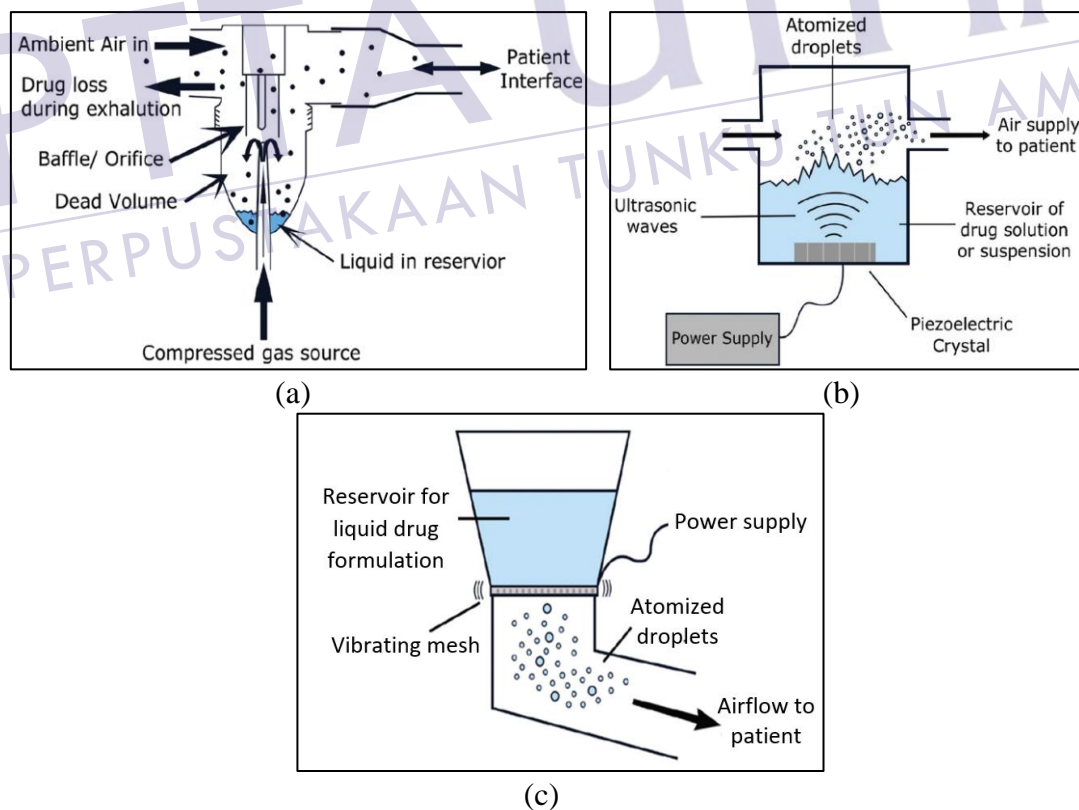 PTTA UTHM
PERPUSTAKAAN TUNKU TUN AM
Ambient Air in
Drug loss
during exhalution
Baffle/ Orifice
Dead Volume
Patient
Interface
Liquid in reservior
Compressed gas source
(a)
Atomized
droplets
Air supply
to patient
Ultrasonic
waves
Reservoir of
drug solution
or suspension
Power Supply
Piezoelectric
Crystal
(b)
Reservoir for
liquid drug
formulation
Power supply
Vibrating mesh
Atomized
droplets
Airflow to
patient
(c)